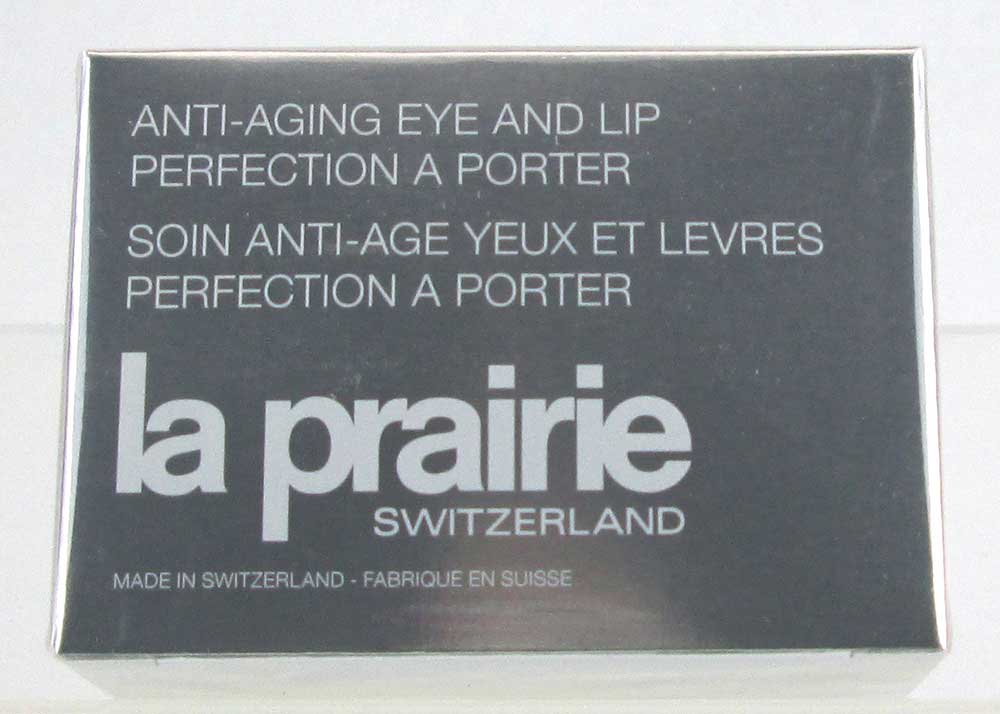 ANTI-AGING EYE AND LIP
PERFECTION A PORTER
SOIN ANTI-AGE YEUX ET LEVRES
PERFECTION A PORTER
la prairie
SWITZERLAND
MADE IN SWITZERLAND - FABRIQUE EN SUISSE